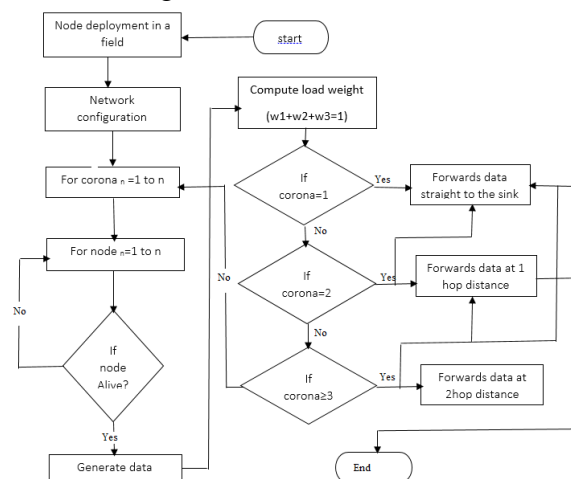 Node deployment in a
field
start
Network
configuration
For corona n =1 to n
For node n=1 to n
No
If
node
Alive?
Yes
Generate data
Compute load weight
(w1+w2+w3=1)
If
corona=1
Yes
Forwards data
straight to the sink
No
If
corona=2
Yes
Forwards data at 1
hop distance
No
No
If
corona≥3
Yes
Forwards data at
2hop distance
End